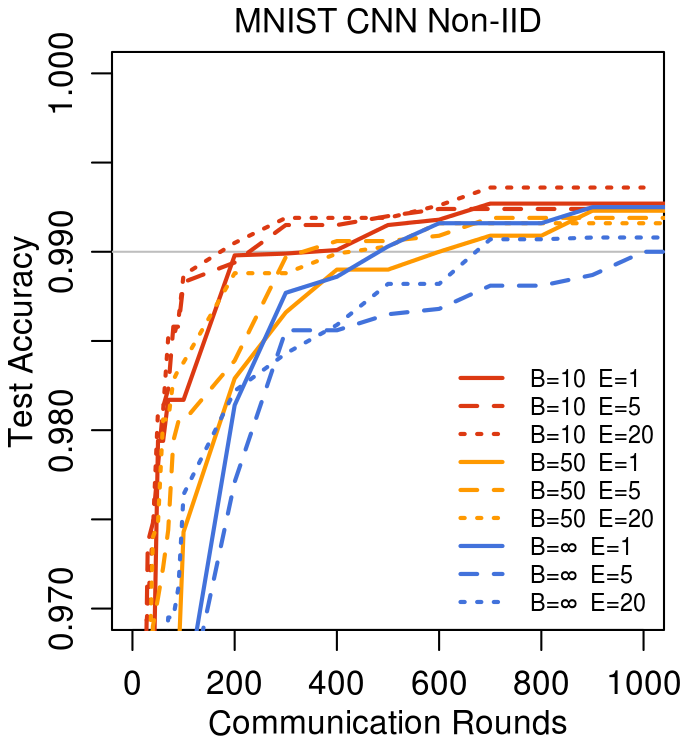 MNIST CNN Non-IID
Test Accuracy
1.000
0.990
0.980
0.970
B=10 E=1
B=10 E=5
B=10 E=20
B=50 E=1
B=50 E=5
B=50 E=20
B=∞ E=1
B=∞ E=5
B=∞ E=20
0 200 400 600 800 1000
Communication Rounds